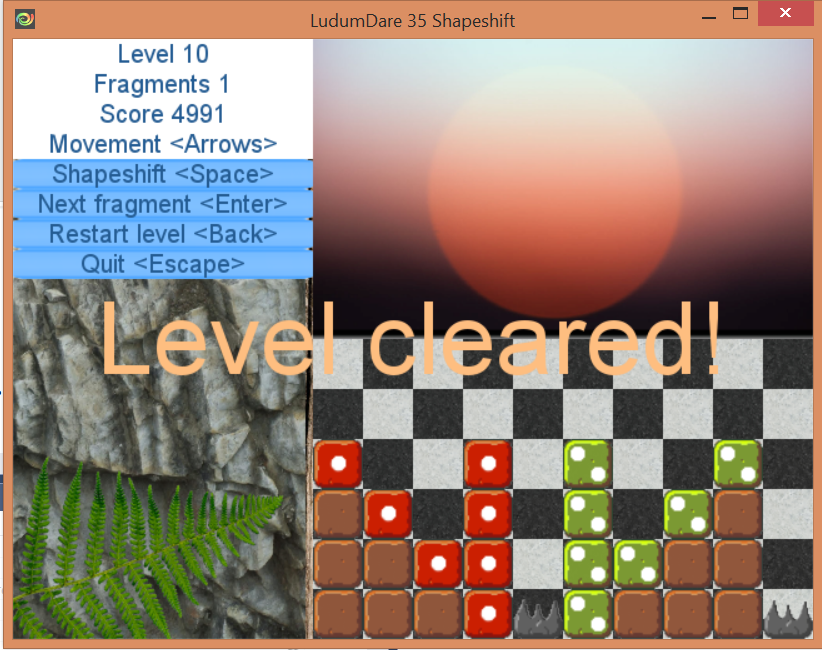 LudumDare 35 Shapeshift
Level 10
Fragments 1
Score 4991
Movement <Arrows>
Shapeshift <Space>
Next fragment <Enter>
Restart level <Back>
Quit <Escape>
Level cleared!